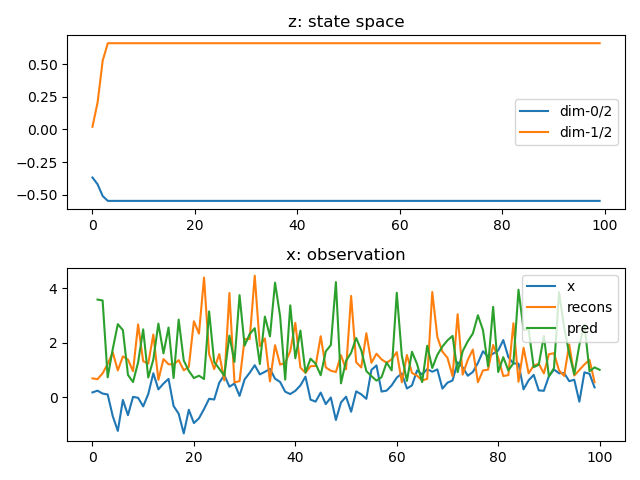 z: state space
0.50
0.25
0.00
−0.25
−0.50
dim-0/2
dim-1/2
0 20 40 60 80 100
x: observation
4
2
0
x
recons
pred
0 20 40 60 80 100